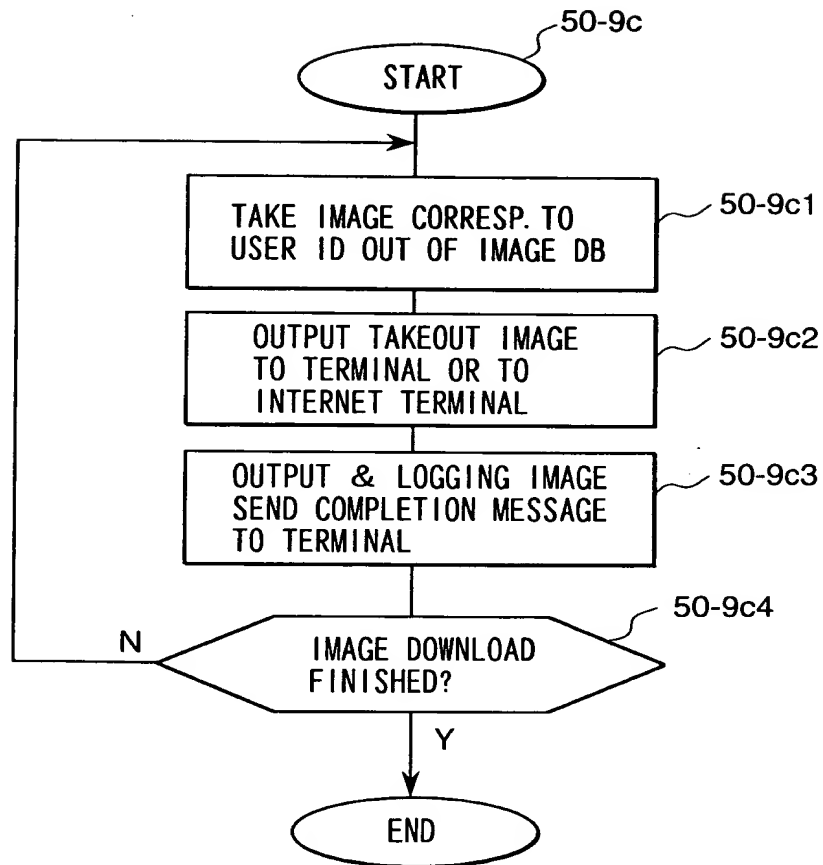 50-9c
START
50-9c1
TAKE IMAGE CORRESP. TO
USER ID OUT OF IMAGE DB
50-9c2
OUTPUT TAKEOUT IMAGE
TO TERMINAL OR TO
INTERNET TERMINAL
50-9c3
OUTPUT & LOGGING IMAGE
SEND COMPLETION MESSAGE
TO TERMINAL
50-9c4
N
IMAGE DOWNLOAD
FINISHED?
Y
END